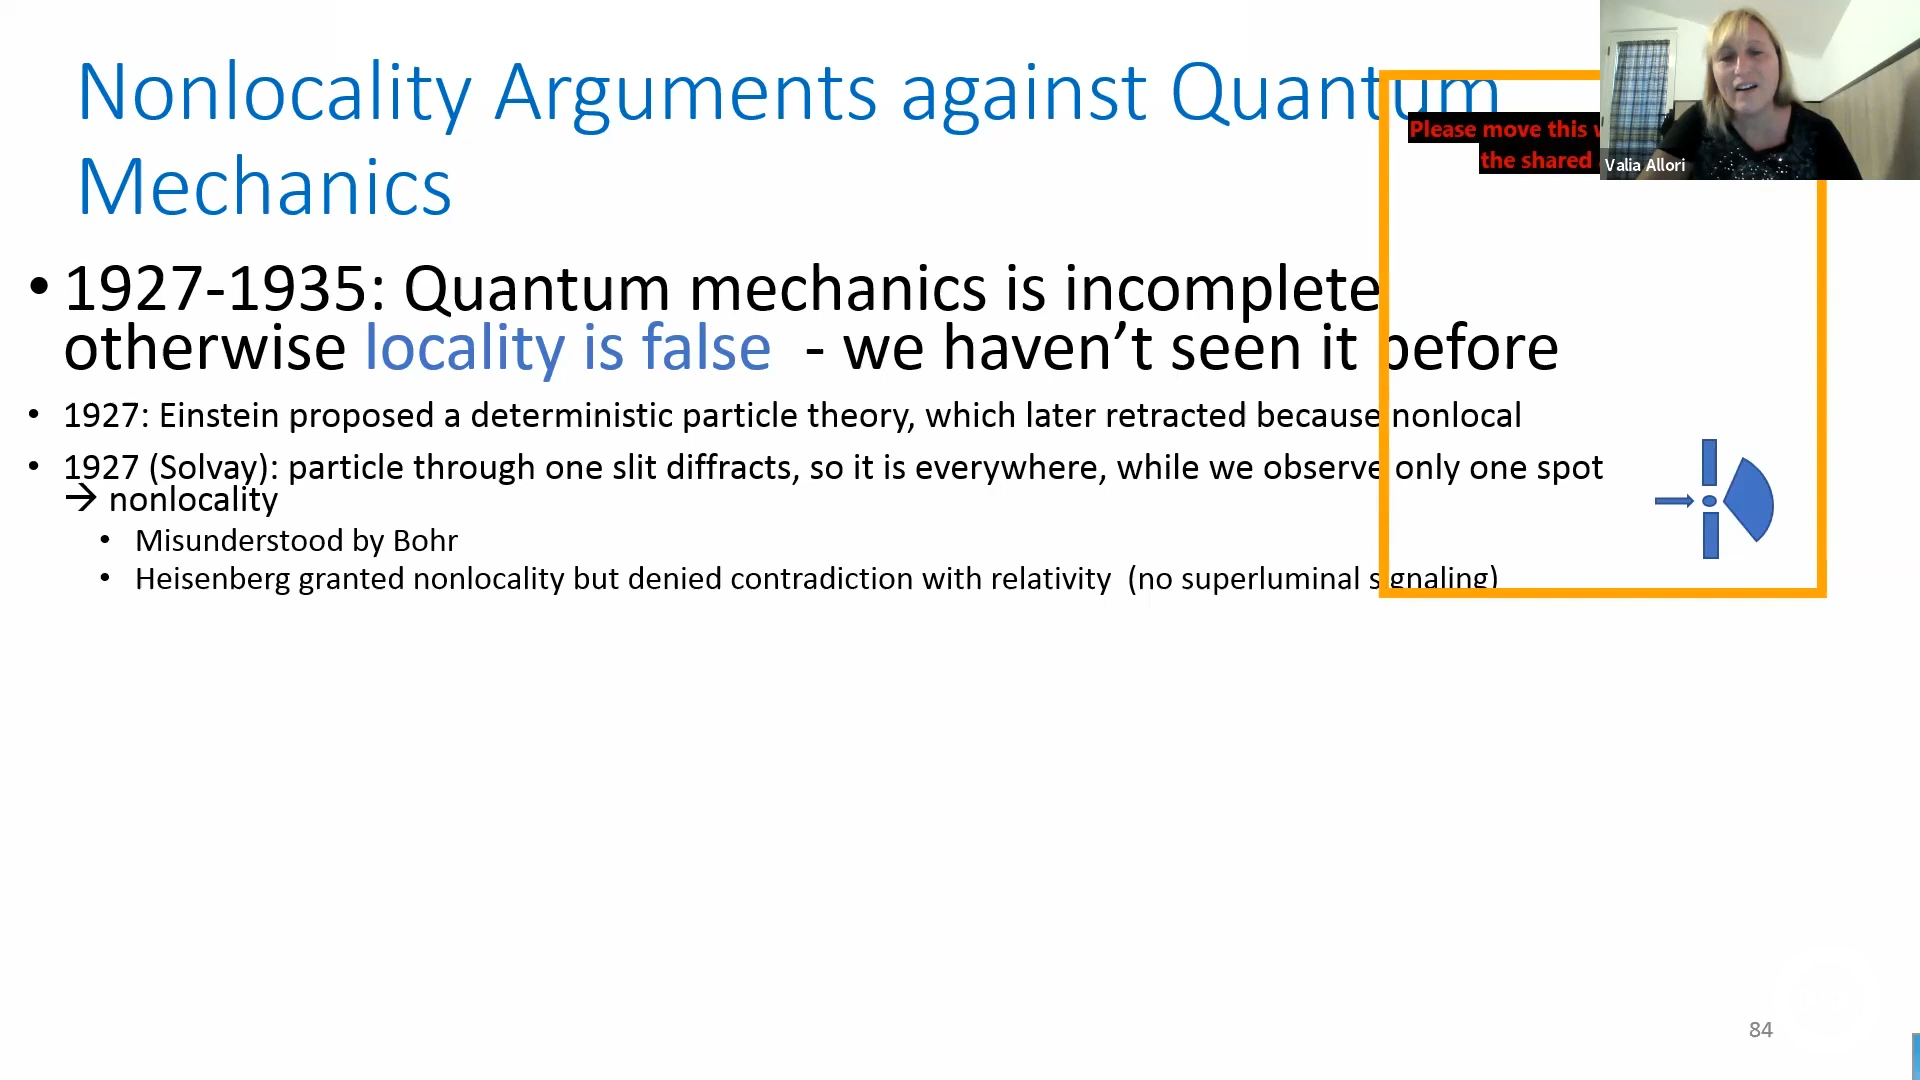 Nonlocality Arguments against Quantum
Mechanics
Please move this
the shared
Valia Allori
• 1927-1935: Quantum mechanics is incomplete
otherwise locality is false - we haven’t seen it before
• 1927: Einstein proposed a deterministic particle theory, which later retracted because nonlocal
• 1927 (Solvay): particle through one slit diffracts, so it is everywhere, while we observe only one spot
→ nonlocality
• Misunderstood by Bohr
• Heisenberg granted nonlocality but denied contradiction with relativity (no superluminal signaling)
84